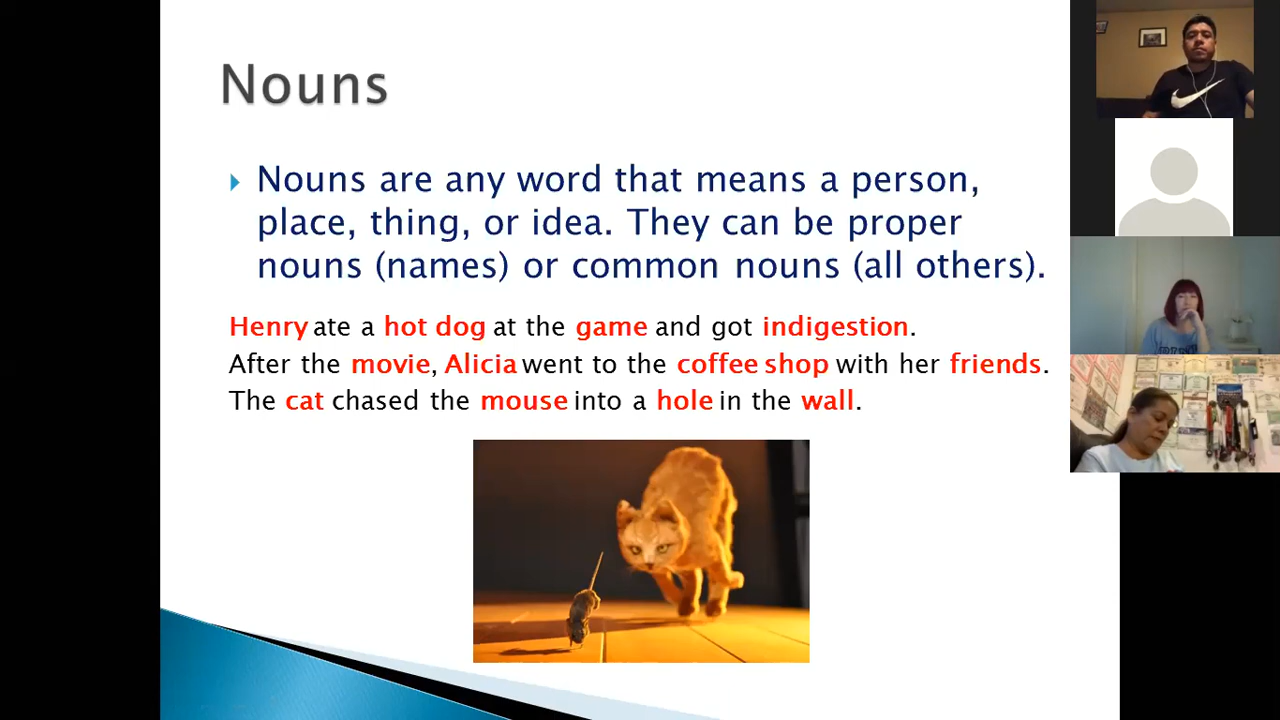 Nouns
Nouns are any word that means a person,
place, thing, or idea. They can be proper
nouns (names) or common nouns (all others).
Henry ate a hot dog at the game and got indigestion.
After the movie, Alicia went to the coffee shop with her friends.
The cat chased the mouse into a hole in the wall.